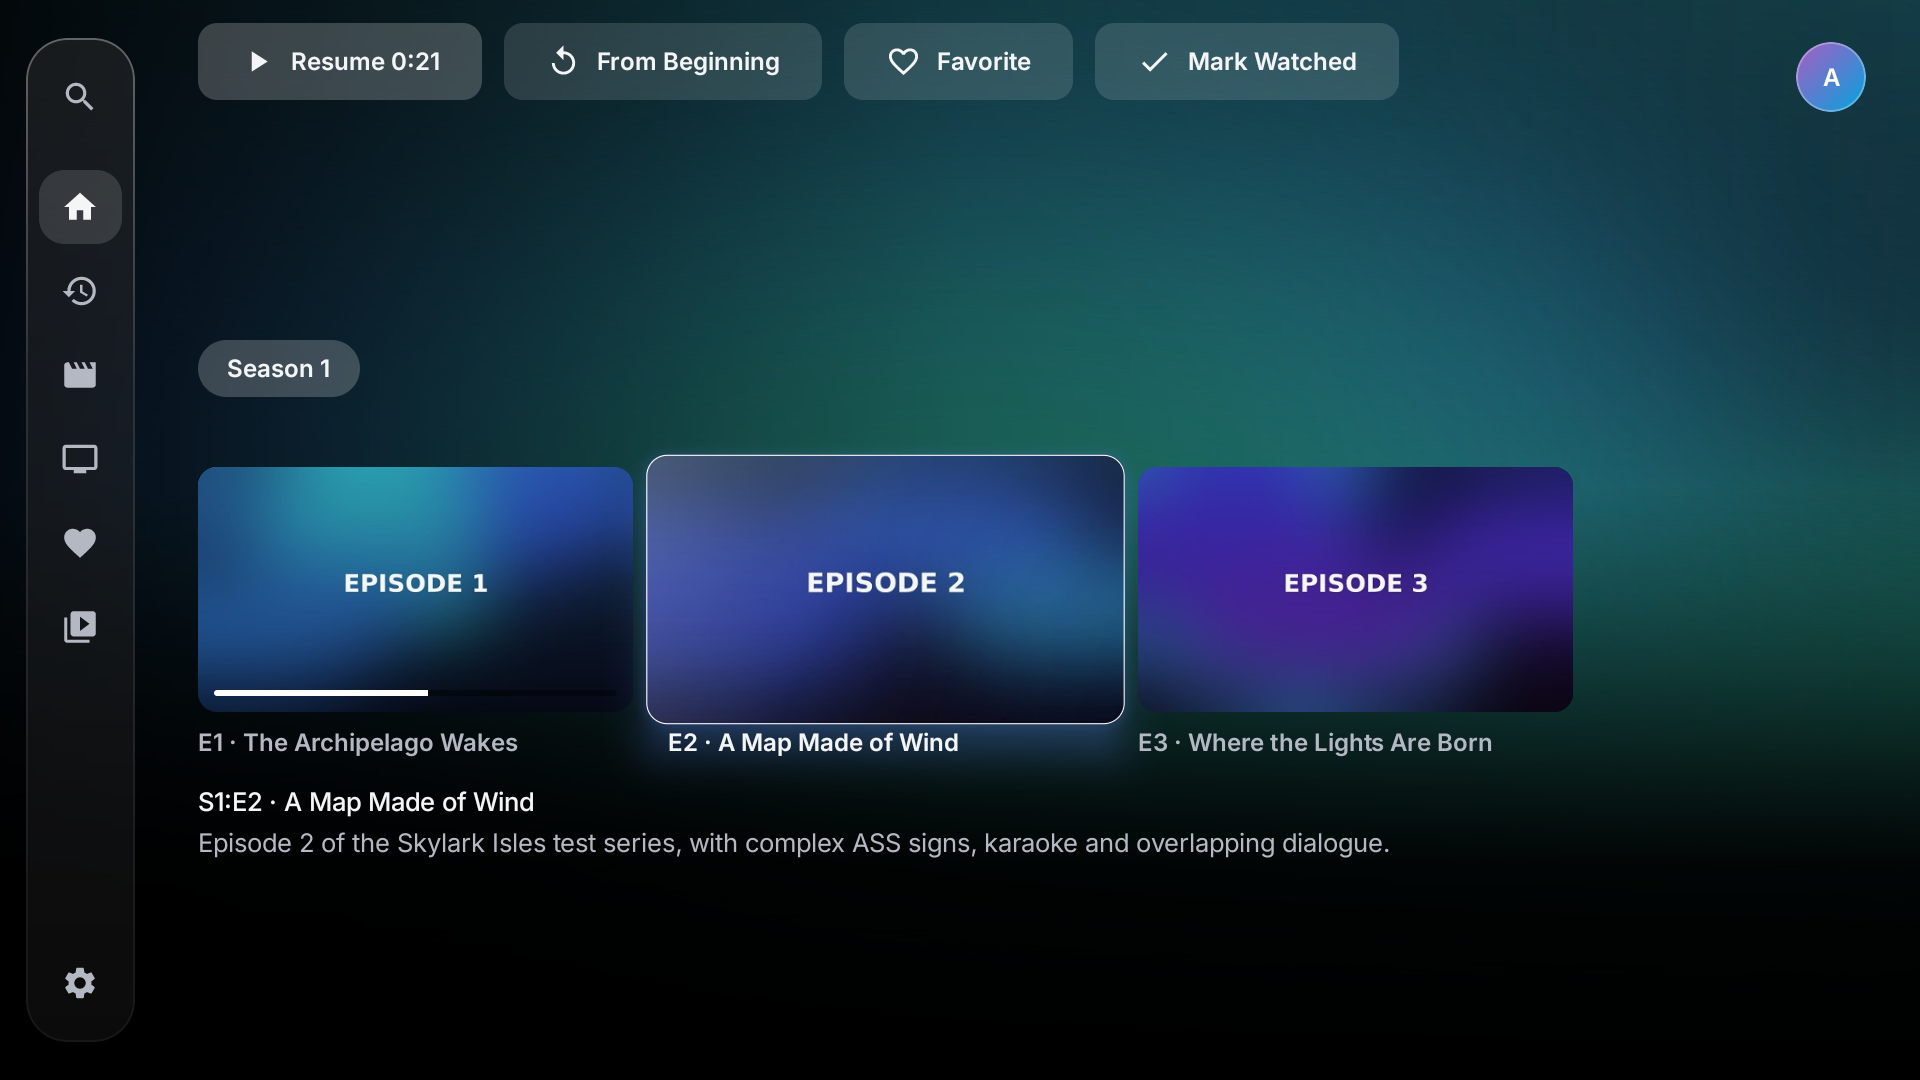 Resume 0:21
From Beginning
Favorite
Mark Watched
A
Season 1
EPISODE 1
EPISODE 2
EPISODE 3
E1 · The Archipelago Wakes
E2 · A Map Made of Wind
E3 · Where the Lights Are Born
S1:E2 · A Map Made of Wind
Episode 2 of the Skylark Isles test series, with complex ASS signs, karaoke and overlapping dialogue.